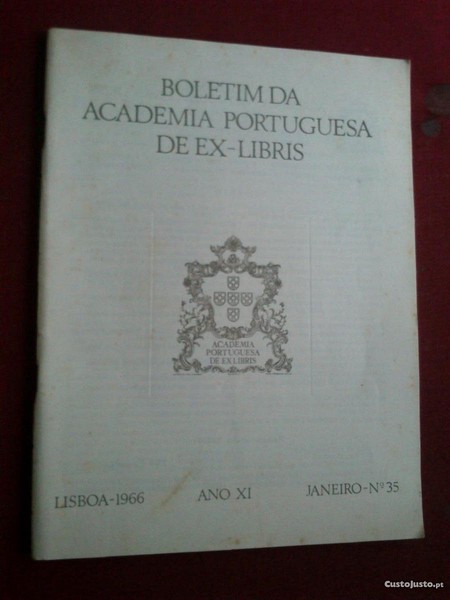 BOLETIM DA
ACADEMIA PORTUGUESA
DE EX-LIBRIS
ACADEMIA
PORTUGUESA
DE EX LIBRIS
LISBOA-1966 ANO XI JANEIRO-Nº 35
CustoJusto.pt